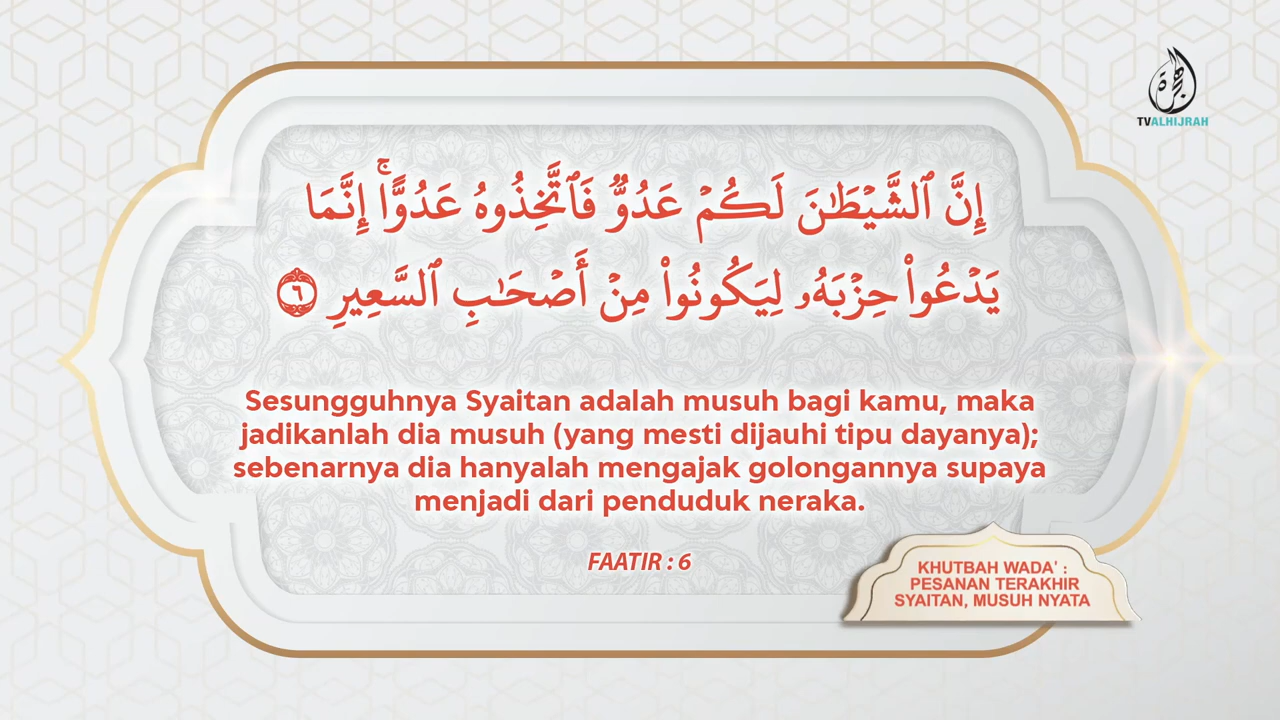 هجرة
TVALHIJRAH
إِنَّ ٱلشَّيْطَٰنَ لَكُمْ عَدُوٌّ فَٱتَّخِذُوهُ عَدُوًّا ۚ إِنَّمَا
يَدْعُوا۟ حِزْبَهُۥ لِيَكُونُوا۟ مِنْ أَصْحَٰبِ ٱلسَّعِيرِ ٦
Sesungguhnya Syaitan adalah musuh bagi kamu, maka
jadikanlah dia musuh (yang mesti dijauhi tipu dayanya);
sebenarnya dia hanyalah mengajak golongannya supaya
menjadi dari penduduk neraka.
FAATIR : 6
KHUTBAH WADA' :
PESANAN TERAKHIR
SYAITAN, MUSUH NYATA